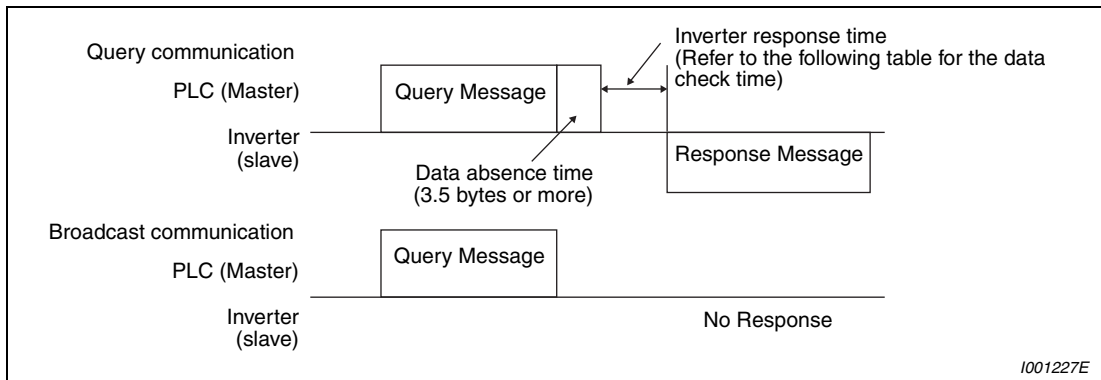 Query communication
PLC (Master)
Query Message
Inverter response time
(Refer to the following table for the data
check time)
Inverter
(slave)
Data absence time
(3.5 bytes or more)
Response Message
Broadcast communication
PLC (Master)
Query Message
Inverter
(slave)
No Response
I001227E